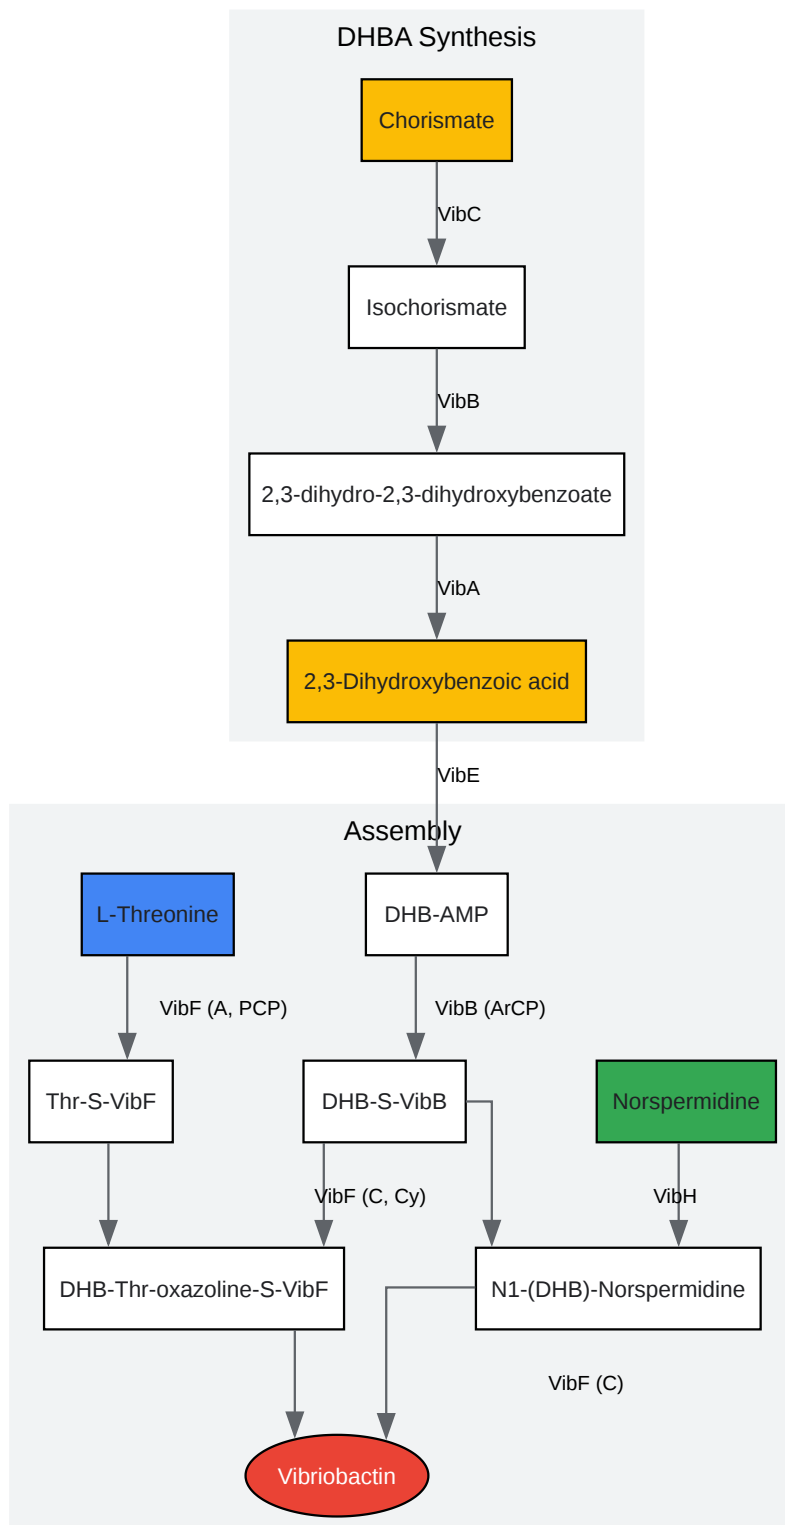 DHBA Synthesis
Chorismate
VibC
Isochorismate
VibB
2,3-dihydro-2,3-dihydroxybenzoate
VibA
2,3-Dihydroxybenzoic acid
VibE
Assembly
L-Threonine
DHB-AMP
VibF (A, PCP)
VibB (ArCP)
Thr-S-VibF
DHB-S-VibB
Norspermidine
VibF (C, Cy)
VibH
DHB-Thr-oxazoline-S-VibF
N1-(DHB)-Norspermidine
VibF (C)
Vibriobactin